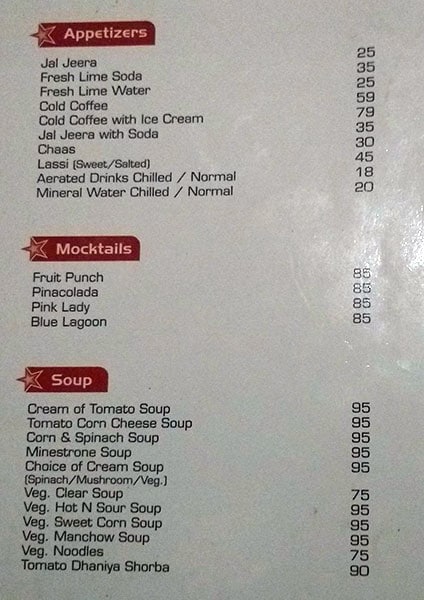 Appetizers
Jal Jeera 25
Fresh Lime Soda 35
Fresh Lime Water 25
Cold Coffee 59
Cold Coffee with Ice Cream 79
Jal Jeera with Soda 35
Chaas 30
Lassi (Sweet/Salted) 45
Aerated Drinks Chilled / Normal 18
Mineral Water Chilled / Normal 20
Mocktails
Fruit Punch 85
Pinacolada 85
Pink Lady 85
Blue Lagoon 85
Soup
Cream of Tomato Soup 95
Tomato Corn Cheese Soup 95
Corn & Spinach Soup 95
Minestrone Soup 95
Choice of Cream Soup 95
(Spinach/Mushroom/Veg.)
Veg. Clear Soup 75
Veg. Hot N Sour Soup 95
Veg. Sweet Corn Soup 95
Veg. Manchow Soup 95
Veg. Noodles 75
Tomato Dhaniya Shorba 90